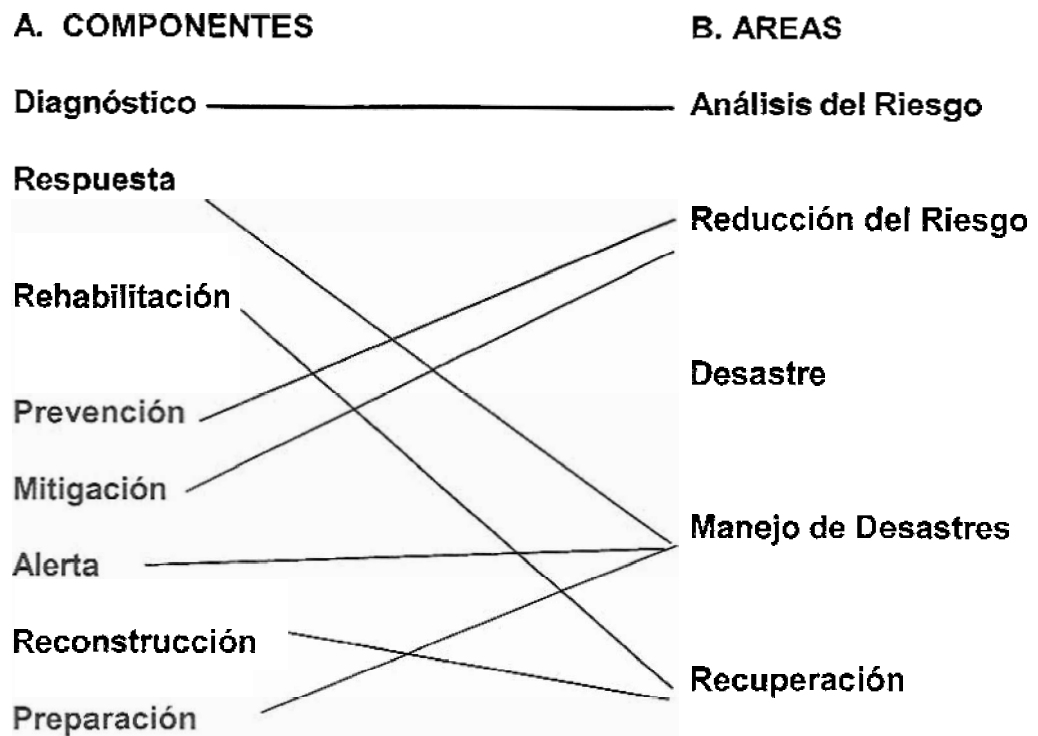 A. COMPONENTES
Diagnóstico
Respuesta
Rehabilitación
Prevención
Mitigación
Alerta
Reconstrucción
Preparación
B. AREAS
Análisis del Riesgo
Reducción del Riesgo
Desastre
Manejo de Desastres
Recuperación